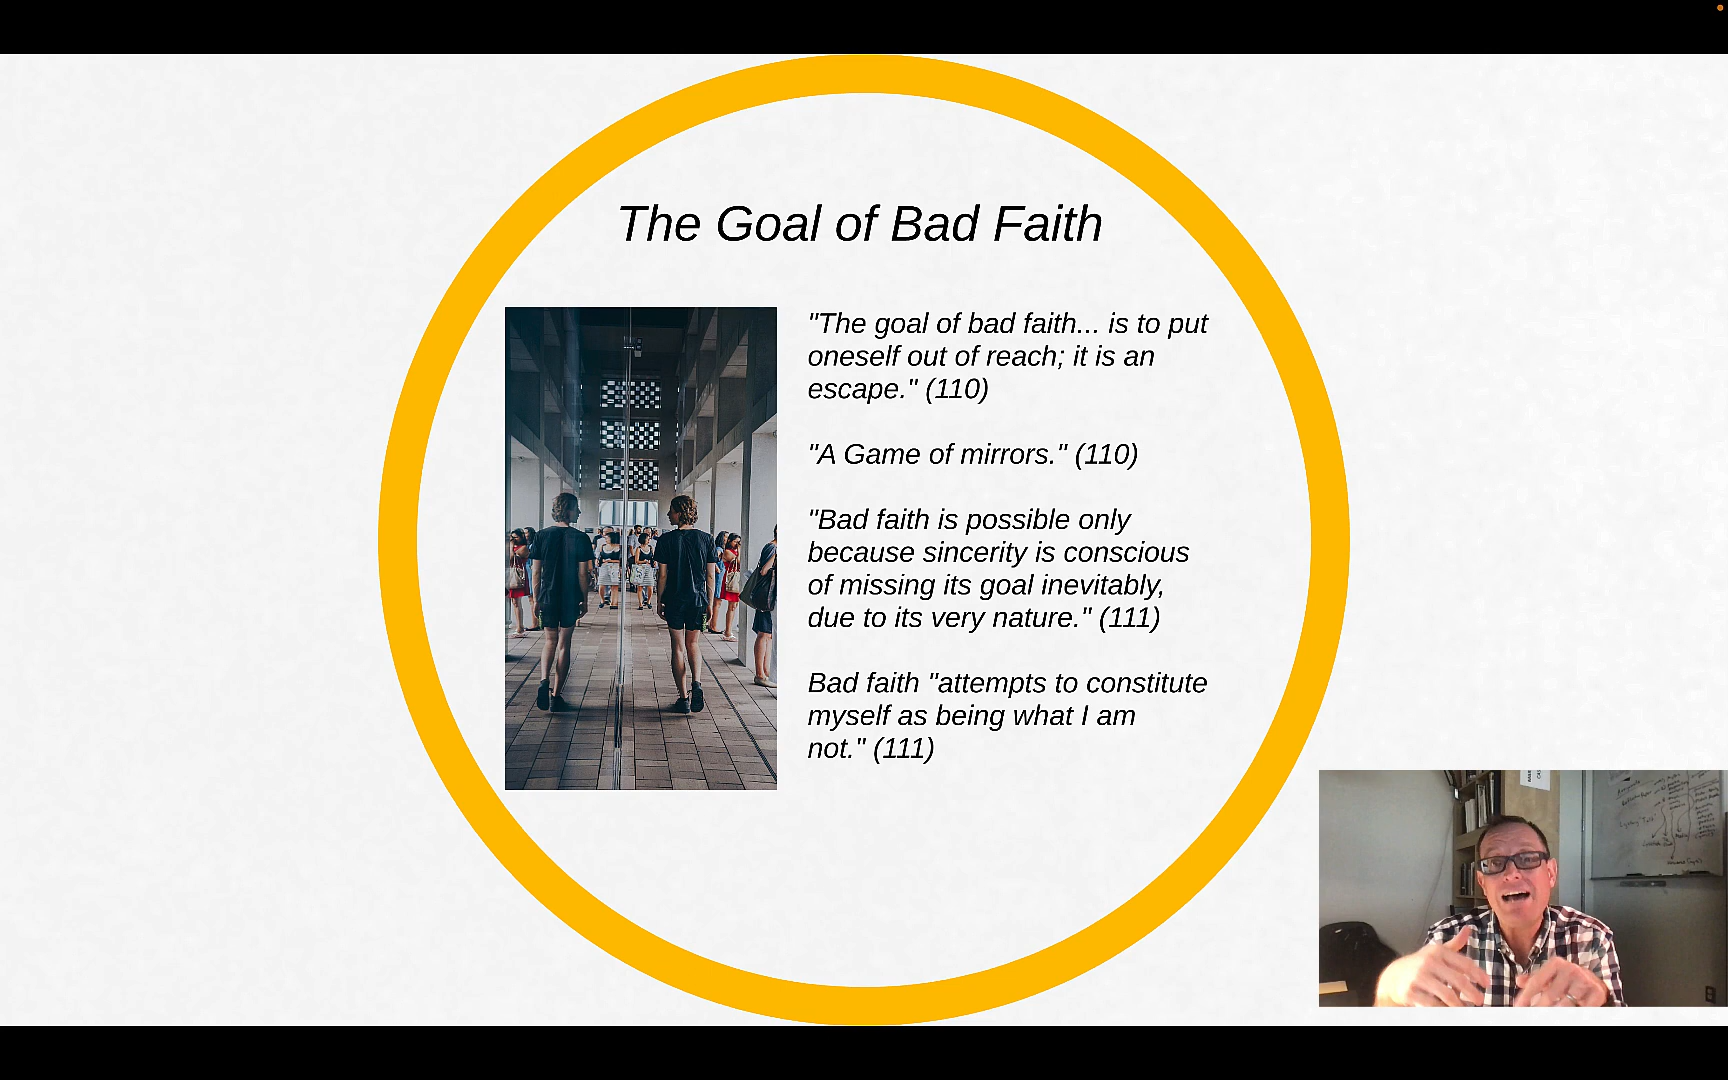 The Goal of Bad Faith
"The goal of bad faith... is to put
oneself out of reach; it is an
escape." (110)
"A Game of mirrors." (110)
"Bad faith is possible only
because sincerity is conscious
of missing its goal inevitably,
due to its very nature." (111)
Bad faith "attempts to constitute
myself as being what I am
not." (111)